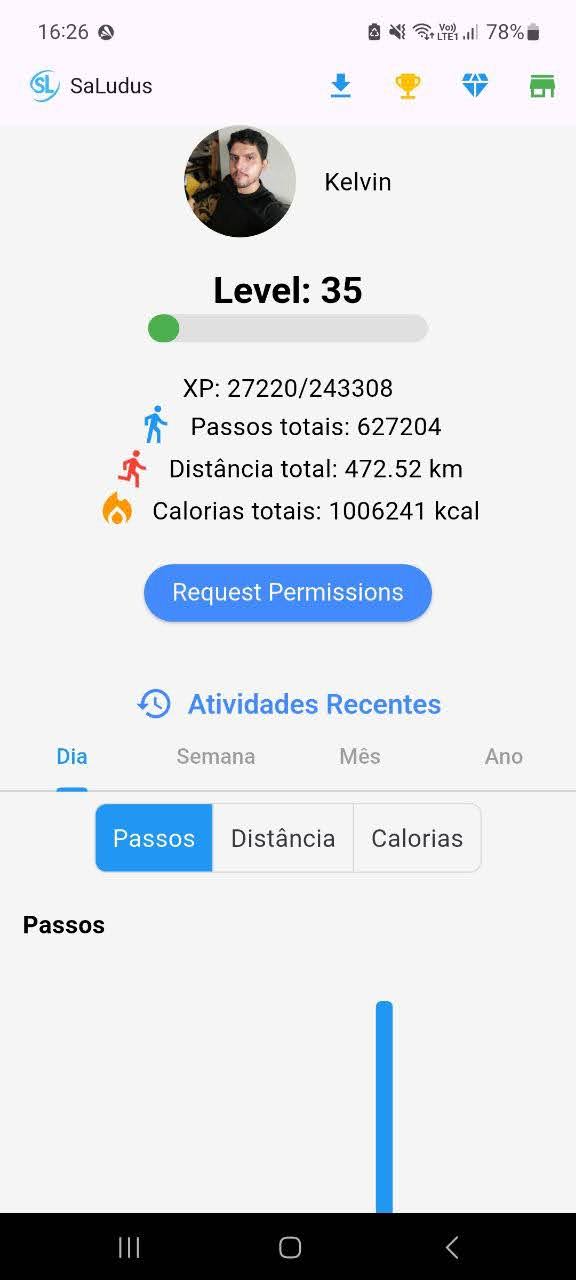 16:26 78%
Vo))
LTE1
SL SaLudus
Kelvin
Level: 35
XP: 27220/243308
Passos totais: 627204
Distância total: 472.52 km
Calorias totais: 1006241 kcal
Request Permissions
Atividades Recentes
Dia Semana Mês Ano
Passos Distância Calorias
Passos